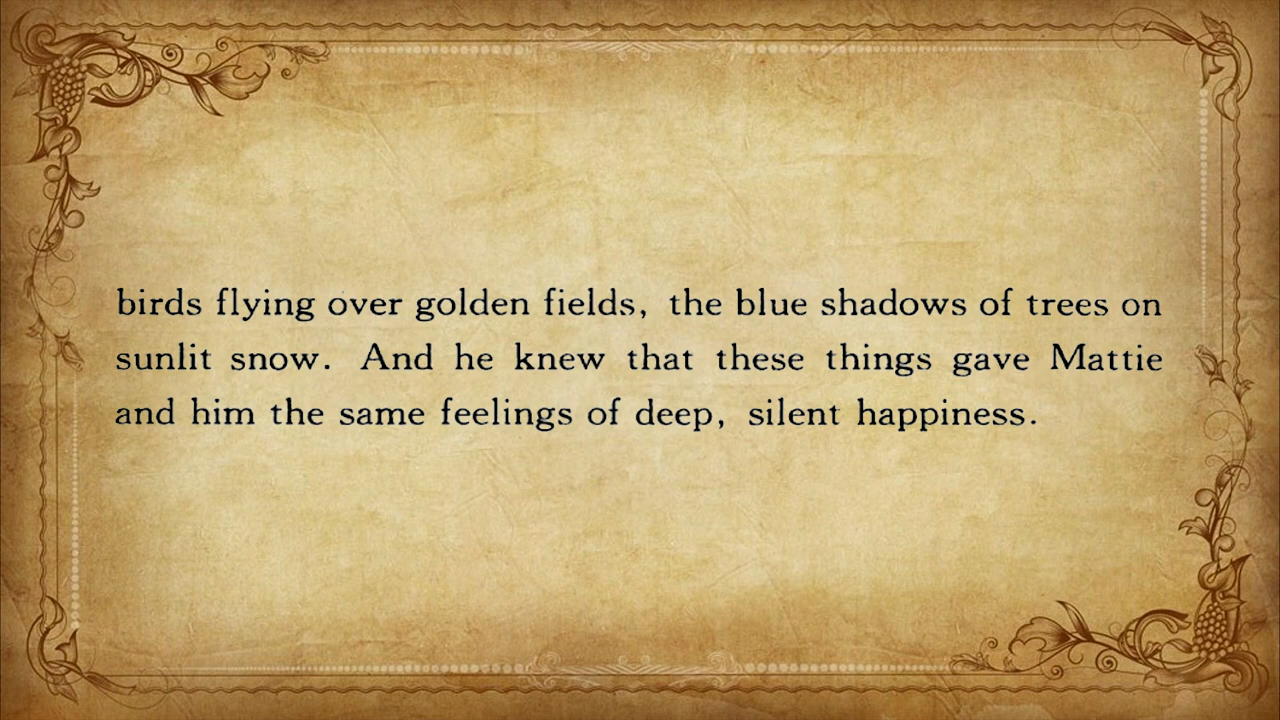 birds flying over golden fields, the blue shadows of trees on
sunlit snow. And he knew that these things gave Mattie
and him the same feelings of deep, silent happiness.